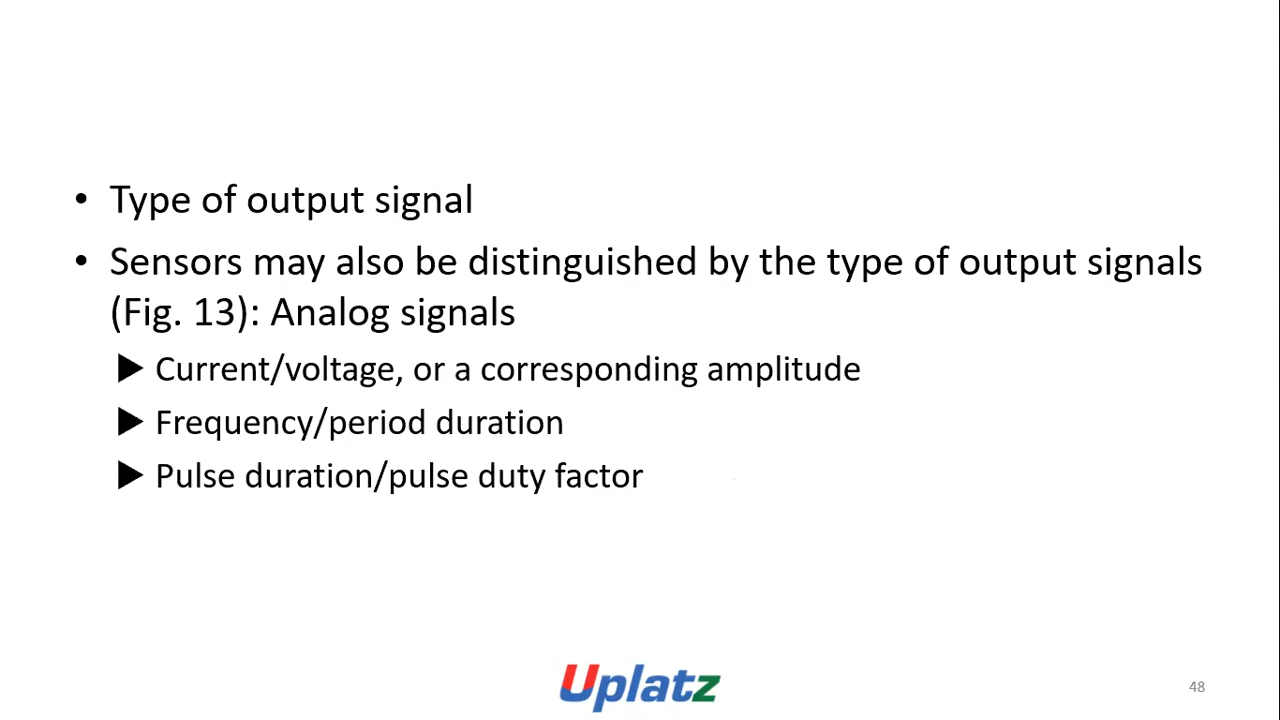 • Type of output signal
• Sensors may also be distinguished by the type of output signals
(Fig. 13): Analog signals
▶ Current/voltage, or a corresponding amplitude
▶ Frequency/period duration
▶ Pulse duration/pulse duty factor
Uplatz
48